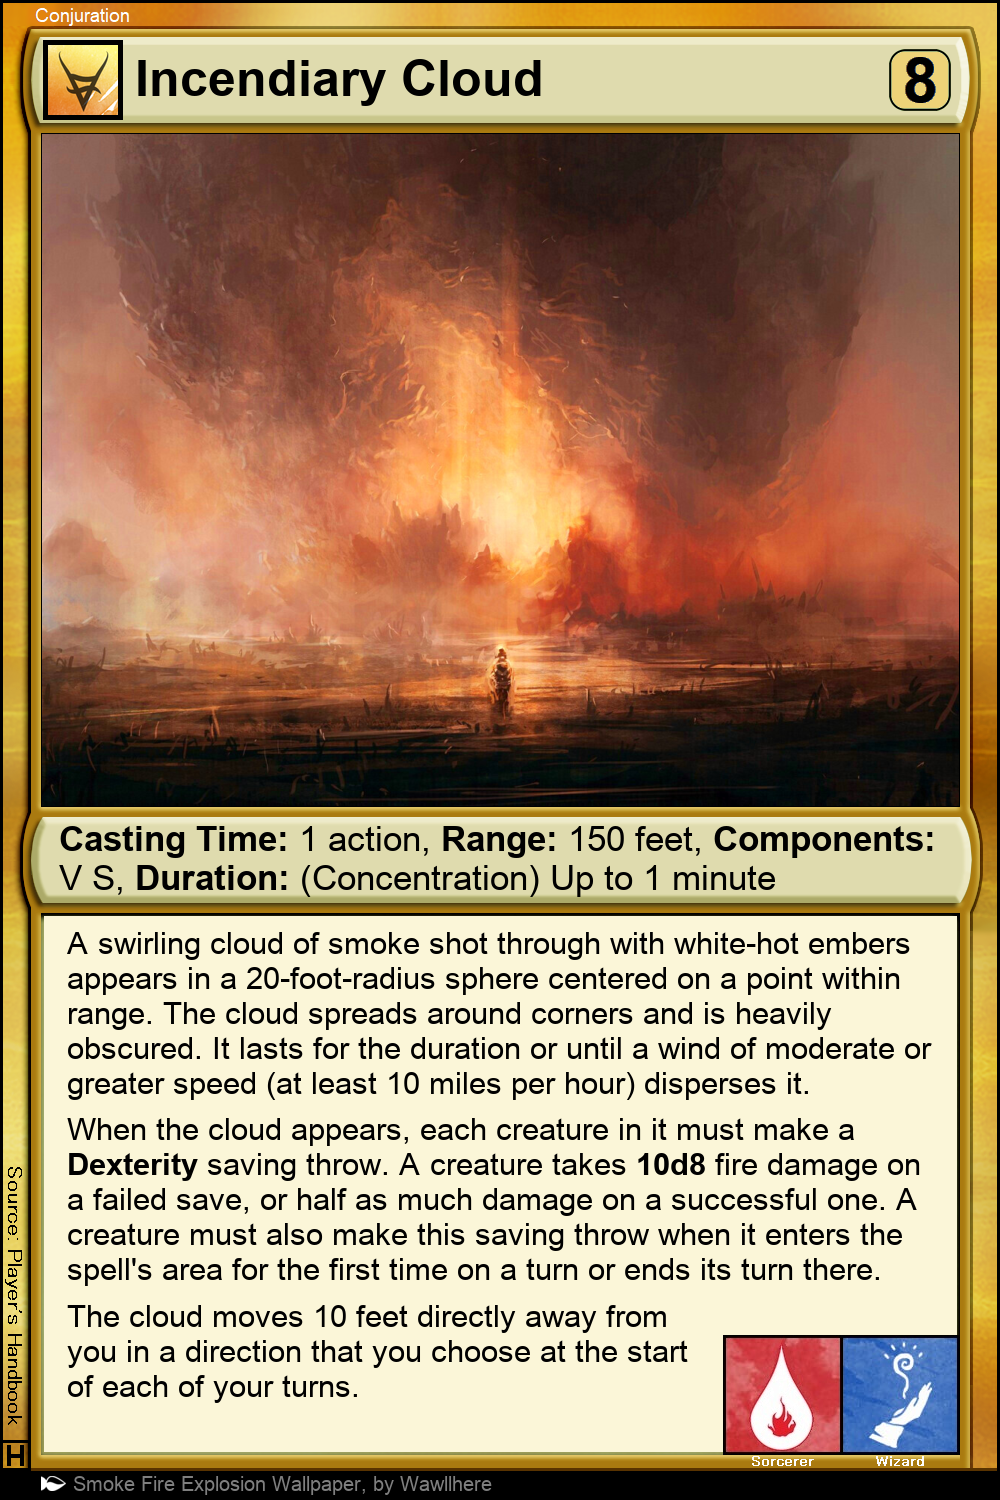 Conjuration
Incendiary Cloud
8
Casting Time: 1 action, Range: 150 feet, Components:
V S, Duration: (Concentration) Up to 1 minute
A swirling cloud of smoke shot through with white-hot embers
appears in a 20-foot-radius sphere centered on a point within
range. The cloud spreads around corners and is heavily
obscured. It lasts for the duration or until a wind of moderate or
greater speed (at least 10 miles per hour) disperses it.
When the cloud appears, each creature in it must make a
Dexterity saving throw. A creature takes 10d8 fire damage on
a failed save, or half as much damage on a successful one. A
creature must also make this saving throw when it enters the
spell's area for the first time on a turn or ends its turn there.
The cloud moves 10 feet directly away from
you in a direction that you choose at the start
of each of your turns.
Sorcerer
Wizard
Source: Player's Handbook
H
Smoke Fire Explosion Wallpaper, by Wawllhere